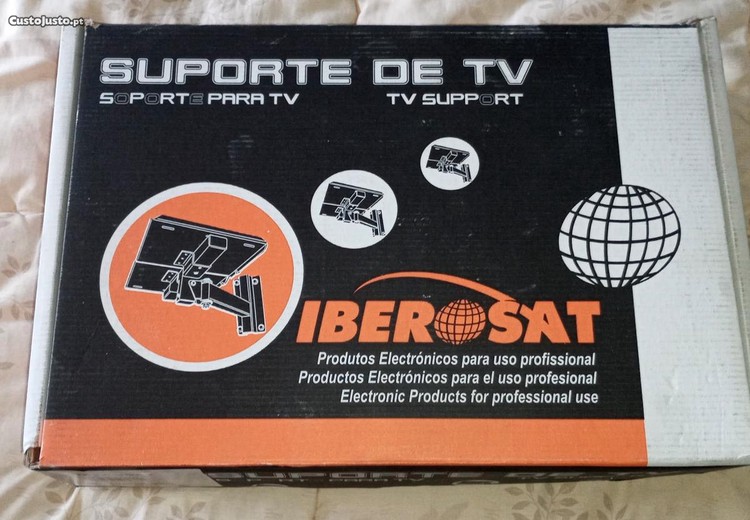 CustoJusto.pt
SUPORTE DE TV
SOPORTE PARA TV
TV SUPPORT
IBEROSAT
Produtos Electrónicos para uso profissional
Productos Electrónicos para el uso profesional
Electronic Products for professional use